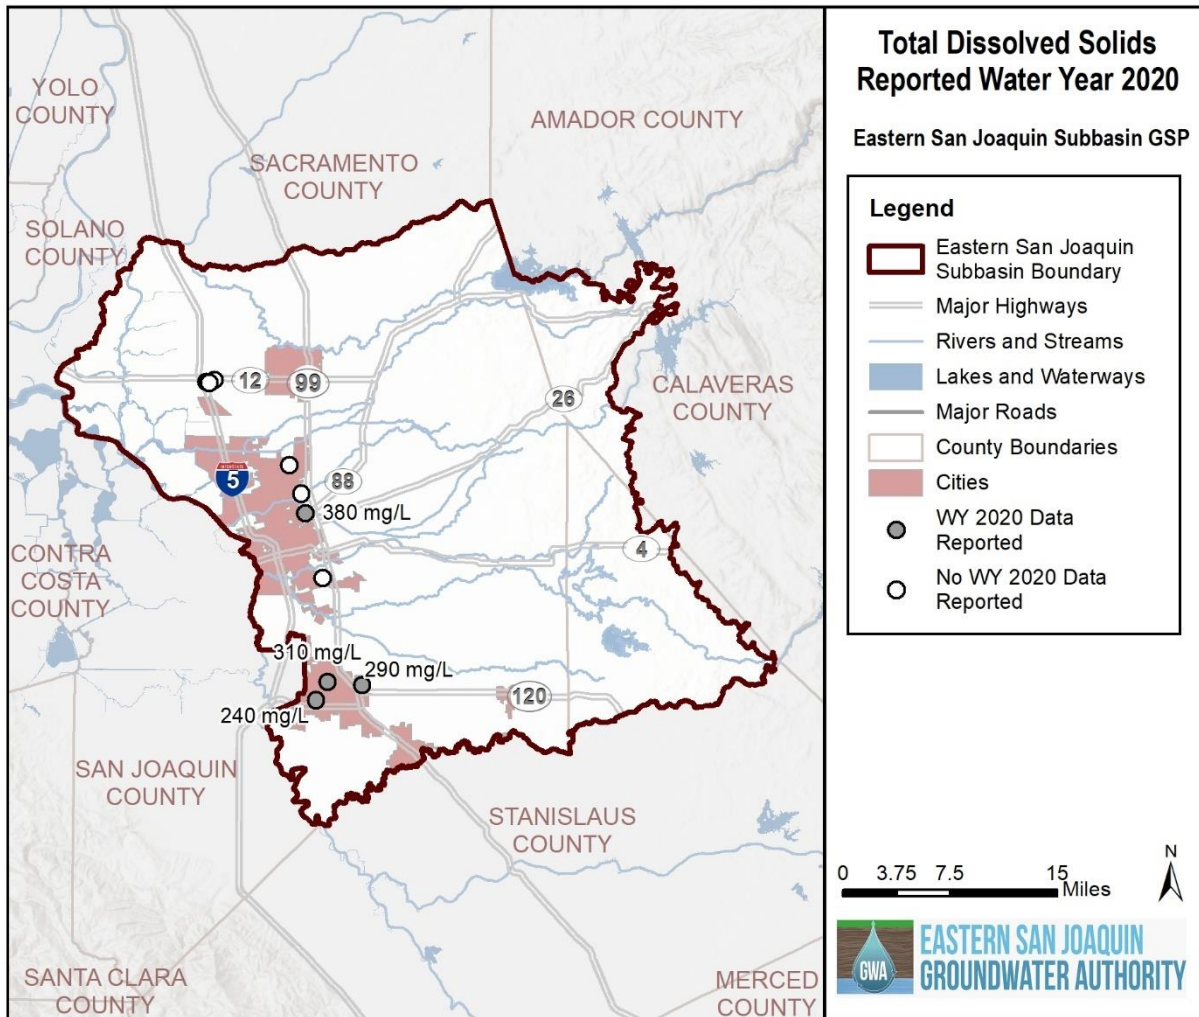 Total Dissolved Solids
Reported Water Year 2020
Eastern San Joaquin Subbasin GSP
Legend
Eastern San Joaquin
Subbasin Boundary
Major Highways
Rivers and Streams
Lakes and Waterways
Major Roads
County Boundaries
Cities
WY 2020 Data
Reported
No WY 2020 Data
Reported
YOLO
COUNTY
AMADOR COUNTY
SACRAMENTO
COUNTY
SOLANO
COUNTY
12
99
26
CALAVERAS
COUNTY
5
88
380 mg/L
4
CONTRA
COSTA
COUNTY
310 mg/L
290 mg/L
120
240 mg/L
SAN JOAQUIN
COUNTY
STANISLAUS
COUNTY
SANTA CLARA
COUNTY
MERCED
COUNTY
N
0 3.75 7.5 15
Miles
GWA
EASTERN SAN JOAQUIN
GROUNDWATER AUTHORITY